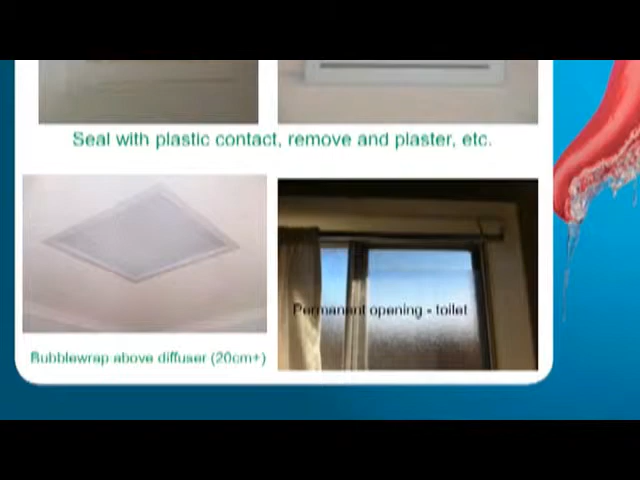 Seal with plastic contact, remove and plaster, etc.
Permanent opening - toilet
Bubblewrap above diffuser (20cm+)